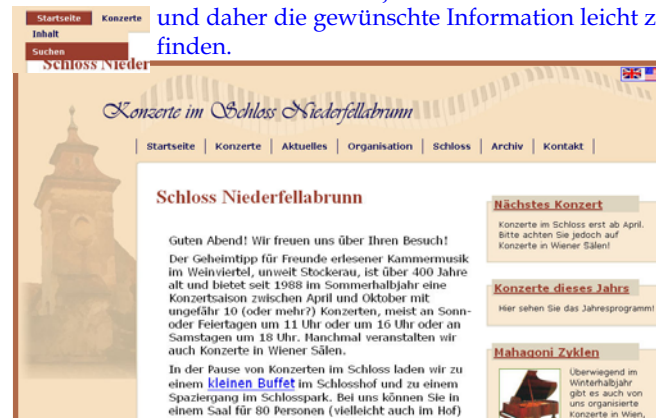 Startseite Konzerte
Inhalt
Suchen
und daher die gewünschte Information leicht z
finden.
Schloss Nieder
Konzerte im Schloss Niederfellabrunn
Startseite | Konzerte | Aktuelles | Organisation | Schloss | Archiv | Kontakt |
Schloss Niederfellabrunn
Guten Abend! Wir freuen uns über Ihren Besuch!
Der Geheimtipp für Freunde erlesener Kammermusik
im Weinviertel, unweit Stockerau, ist über 400 Jahre
alt und bietet seit 1988 im Sommerhalbjahr eine
Konzertsaison zwischen April und Oktober mit
ungefähr 10 (oder mehr?) Konzerten, meist an Sonn-
oder Feiertagen um 11 Uhr oder um 16 Uhr oder an
Samstagen um 18 Uhr. Manchmal veranstalten wir
auch Konzerte in Wiener Sälen.
In der Pause von Konzerten im Schloss laden wir zu
einem kleinen Buffet im Schlosshof und zu einem
Spaziergang im Schlosspark. Bei uns können Sie in
einem Saal für 80 Personen (vielleicht auch im Hof)
Nächstes Konzert
Konzerte im Schloss erst ab April.
Bitte achten Sie jedoch auf
Konzerte in Wiener Sälen!
Konzerte dieses Jahrs
Hier sehen Sie das Jahresprogramm!
Mahagoni Zyklen
Überwiegend im
Winterhalbjahr
gibt es auch von
uns organisierte
Konzerte in Wien,